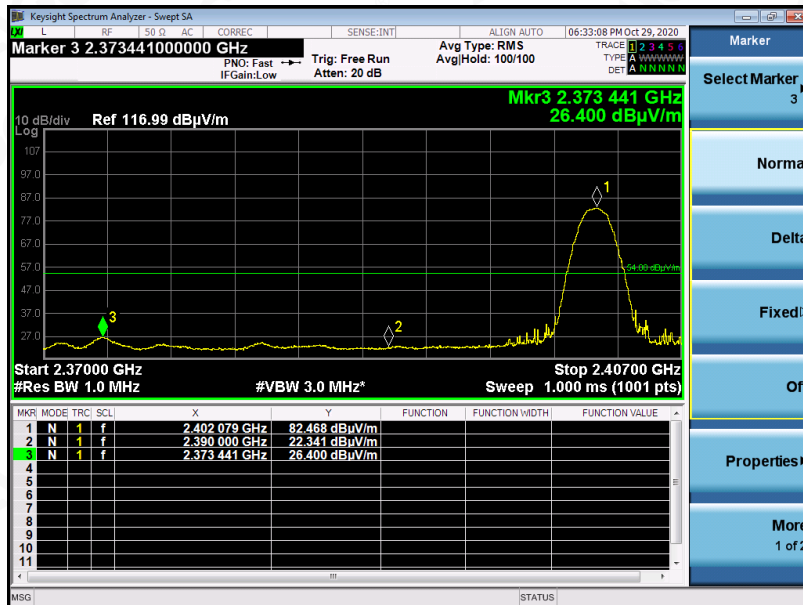 Keysight Spectrum Analyzer - Swept SA
LXI L RF 50 Ω AC CORREC SENSE:INT ALIGN AUTO 06:33:08 PM Oct 29, 2020
Marker 3 2.373441000000 GHz
PNO: Fast
IFGain:Low
Trig: Free Run
Atten: 20 dB
Avg Type: RMS
Avg|Hold: 100/100
TRACE 1 2 3 4 5 6
TYPE A WWWWW
DET A N N N N N
Mkr3 2.373 441 GHz
26.400 dBµV/m
10 dB/div Ref 116.99 dBµV/m
Log
107
97.0
87.0
77.0
67.0
57.0
47.0
37.0
27.0
1
2
3
54.00 dBµV/m
Start 2.37000 GHz Stop 2.40700 GHz
#Res BW 1.0 MHz #VBW 3.0 MHz* Sweep 1.000 ms (1001 pts)
MKR MODE TRC SCL X Y FUNCTION FUNCTION WIDTH FUNCTION VALUE
1 N 1 f 2.402 079 GHz 82.468 dBµV/m
2 N 1 f 2.390 000 GHz 22.341 dBµV/m
3 N 1 f 2.373 441 GHz 26.400 dBµV/m
4
5
6
7
8
9
10
11
MSG STATUS
Marker
Select Marker
3
Norma
Delta
Fixed
Of
Properties
More
1 of 2